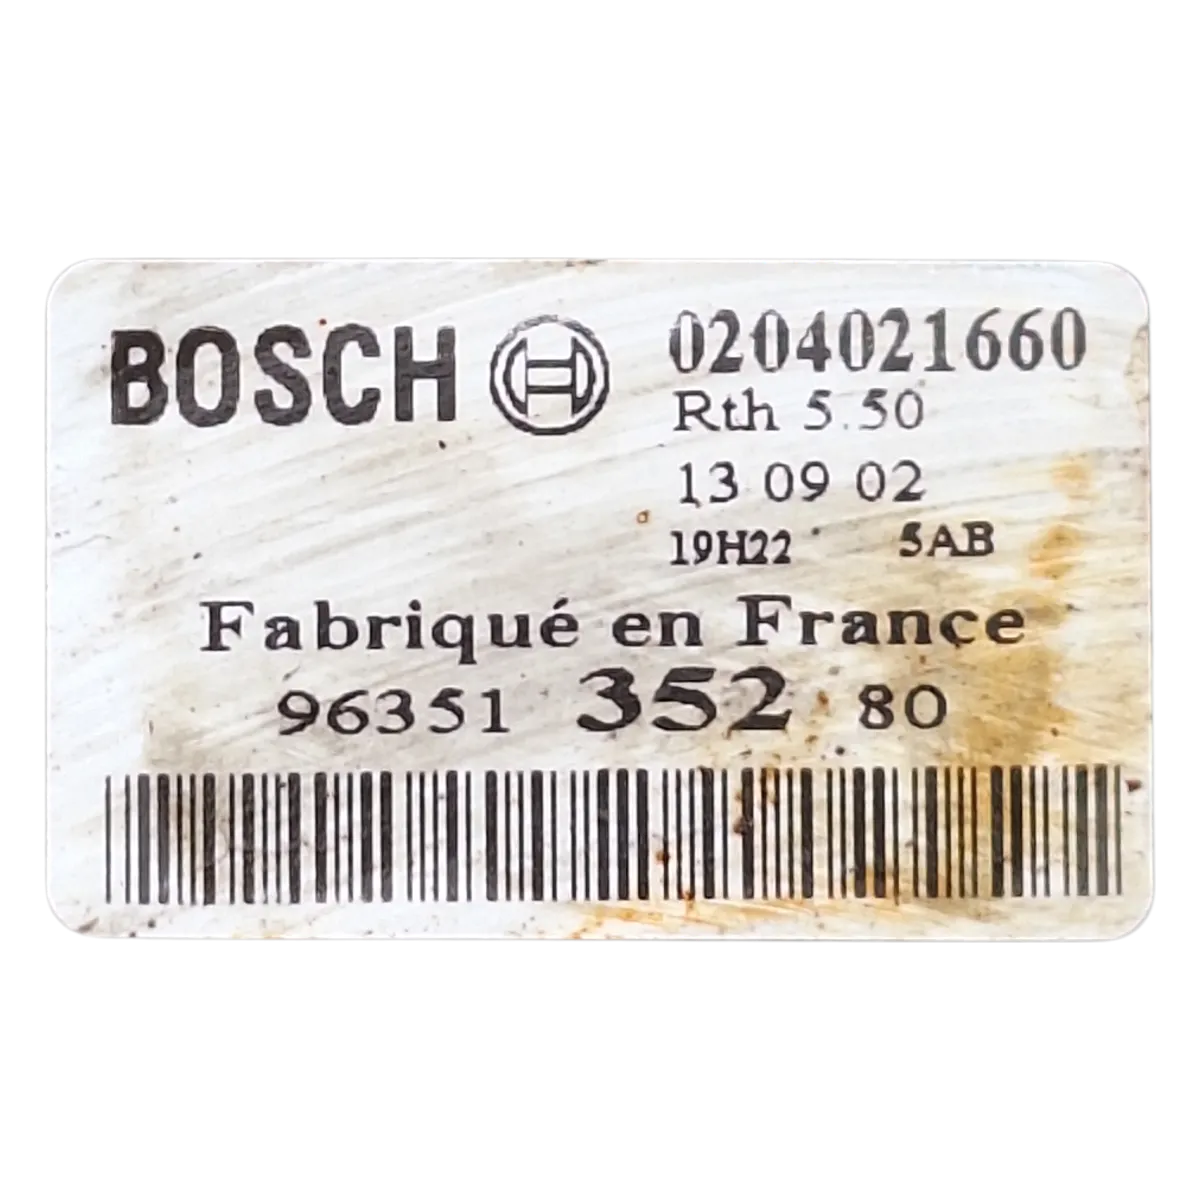 BOSCH 0204021660
Rth 5.50
13 09 02
19H22 5AB
Fabriqué en France
96351 352 80